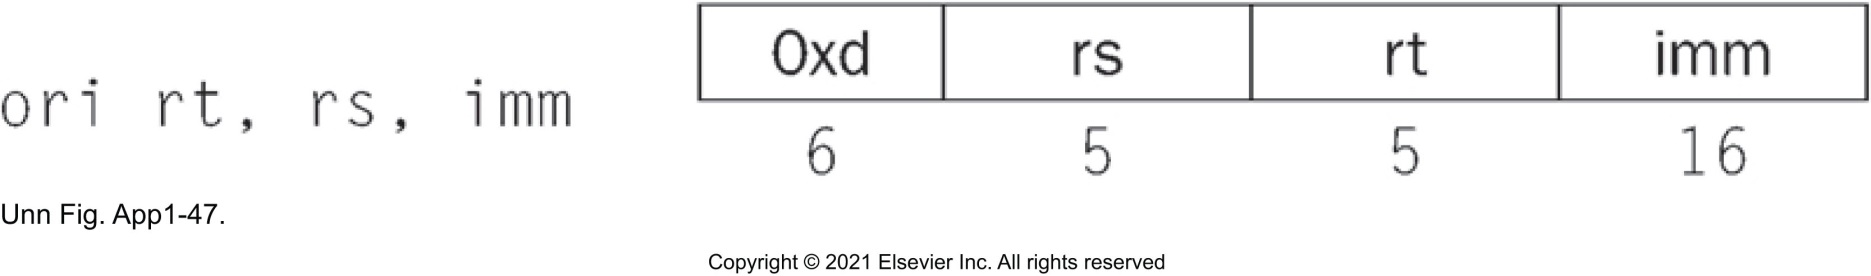 0xd rs rt imm
ori rt, rs, imm
6 5 5 16
Unn Fig. App1-47.
Copyright © 2021 Elsevier Inc. All rights reserved